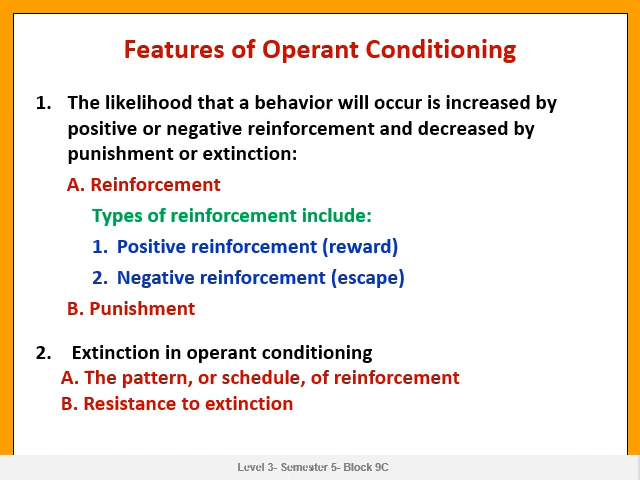 Features of Operant Conditioning
1. The likelihood that a behavior will occur is increased by
positive or negative reinforcement and decreased by
punishment or extinction:
A. Reinforcement
Types of reinforcement include:
1. Positive reinforcement (reward)
2. Negative reinforcement (escape)
B. Punishment
2. Extinction in operant conditioning
A. The pattern, or schedule, of reinforcement
B. Resistance to extinction
Level 3- Semester 5- Block 9C